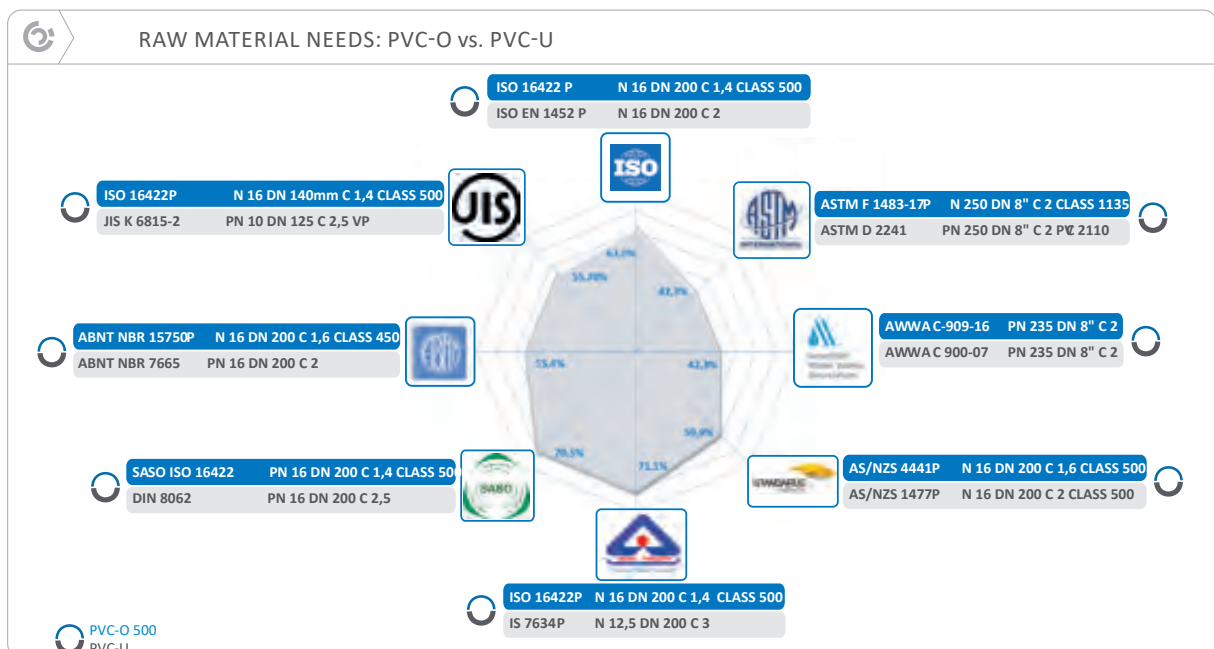 RAW MATERIAL NEEDS: PVC-O vs. PVC-U
ISO 16422 P N 16 DN 200 C 1,4 CLASS 500
ISO EN 1452 P N 16 DN 200 C 2
ISO
ISO 16422P N 16 DN 140mm C 1,4 CLASS 500
JIS K 6815-2 PN 10 DN 125 C 2,5 VP
JIS
ASTM
INTERNATIONAL
ASTM F 1483-17P N 250 DN 8" C 2 CLASS 1135
ASTM D 2241 PN 250 DN 8" C 2 PVC 2110
63,0%
55,20%
42,3%
ABNT NBR 15750P N 16 DN 200 C 1,6 CLASS 450
ABNT NBR 7665 PN 16 DN 200 C 2
55,4%
42,3%
AWWA C-909-16 PN 235 DN 8" C 2
AWWA C 900-07 PN 235 DN 8" C 2
59,9%
70,5%
71,1%
SASO ISO 16422 PN 16 DN 200 C 1,4 CLASS 500
DIN 8062 PN 16 DN 200 C 2,5
SASO
STANDARDS
AS/NZS 4441P N 16 DN 200 C 1,6 CLASS 500
AS/NZS 1477P N 16 DN 200 C 2 CLASS 500
ISO 16422P N 16 DN 200 C 1,4 CLASS 500
IS 7634P N 12,5 DN 200 C 3
PVC-O 500
PVC-U